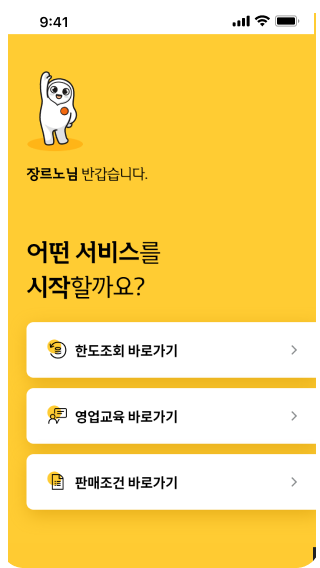 9:41
장르노님 반갑습니다.
어떤 서비스를
시작할까요?
한도조회 바로가기
영업교육 바로가기
판매조건 바로가기